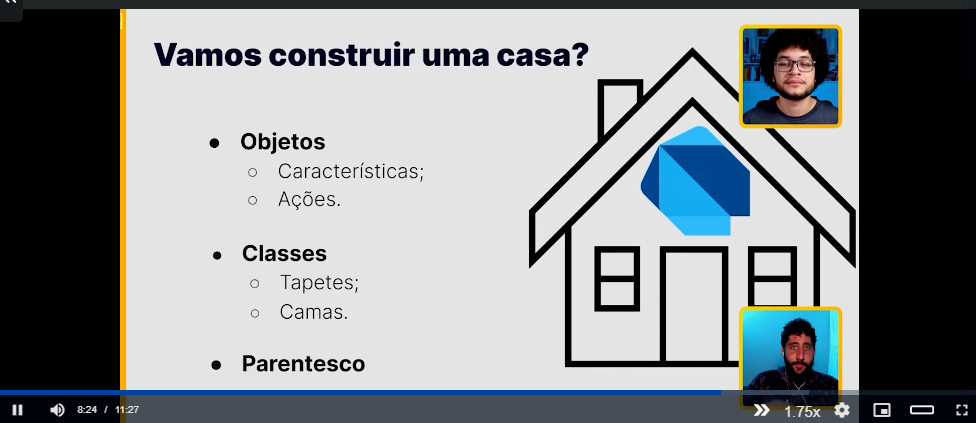 Vamos construir uma casa?
Objetos
Características;
Ações.
Classes
Tapetes;
Camas.
Parentesco
8:24 / 11:27
1.75x